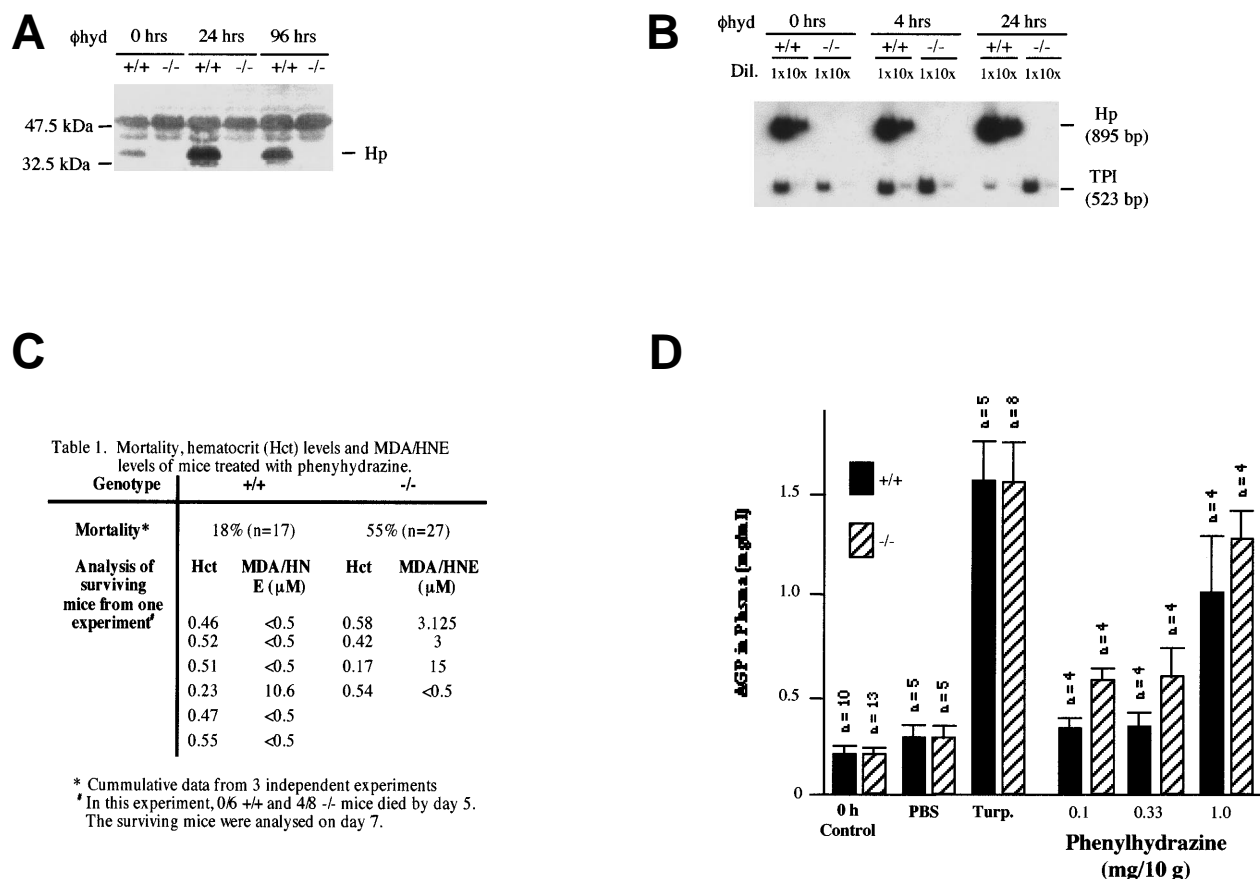 A
ϕhyd 0 hrs 24 hrs 96 hrs
+/+ -/- +/+ -/- +/+ -/-
47.5 kDa
32.5 kDa
Hp
B
ϕhyd 0 hrs 4 hrs 24 hrs
+/+ -/- +/+ -/- +/+ -/-
Dil. 1x10x 1x10x 1x10x 1x10x 1x10x 1x10x
Hp
(895 bp)
TPI
(523 bp)
C
Table 1. Mortality, hematocrit (Hct) levels and MDA/HNE
levels of mice treated with phenyhydrazine.
Genotype +/+ -/-
Mortality* 18% (n=17) 55% (n=27)
Analysis of surviving mice from one experiment#
Hct MDA/HN E (µM) Hct MDA/HNE (µM)
0.46 <0.5 0.58 3.125
0.52 <0.5 0.42 3
0.51 <0.5 0.17 15
0.23 10.6 0.54 <0.5
0.47 <0.5
0.55 <0.5
* Cummulative data from 3 independent experiments
# In this experiment, 0/6 +/+ and 4/8 -/- mice died by day 5.
The surviving mice were analysed on day 7.
D
AGP in Plasma [mg/ml]
1.5
1.0
0.5
0
+/+
-/-
n = 10 n = 13 n = 5 n = 5 n = 5 n = 8 n = 4 n = 4 n = 4 n = 4 n = 4 n = 4
0 h PBS Turp. 0.1 0.33 1.0
Control
Phenylhydrazine
(mg/10 g)